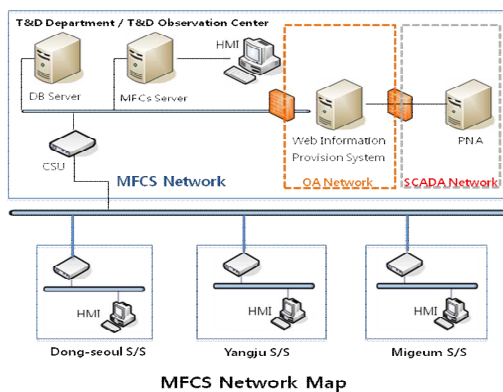 T&D Department / T&D Observation Center
HMI
DB Server
MFCs Server
Web Information
Provision System
PNA
CSU
MFCS Network
OA Network
SCADA Network
HMI
HMI
HMI
Dong-seoul S/S
Yangju S/S
Migeum S/S
MFCS Network Map